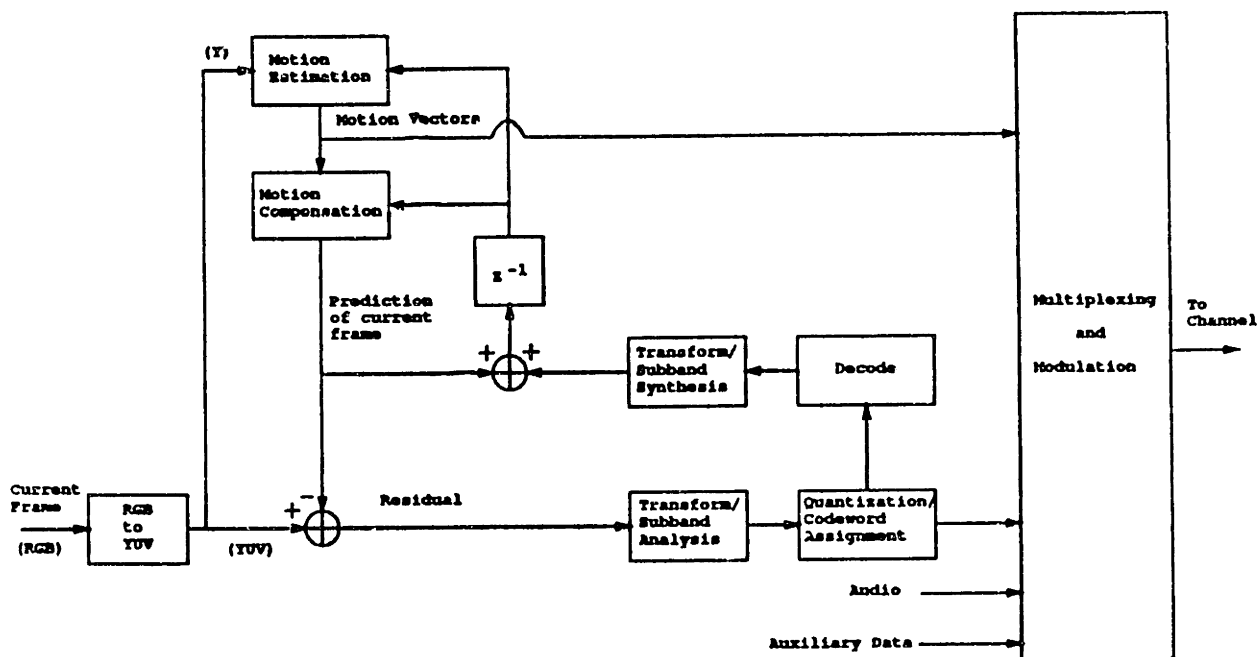 (Y)
Motion
Estimation
Motion Vectors
Motion
Compensation
z -1
Prediction
of current
frame
+
+
Transform/
Subband
Synthesis
Decode
Multiplexing
and
Modulation
To
Channel
Current
Frame
(RGB)
RGB
to
YUV
(YUV)
+
-
Residual
Transform/
Subband
Analysis
Quantization/
Codeword
Assignment
Audio
Auxiliary Data